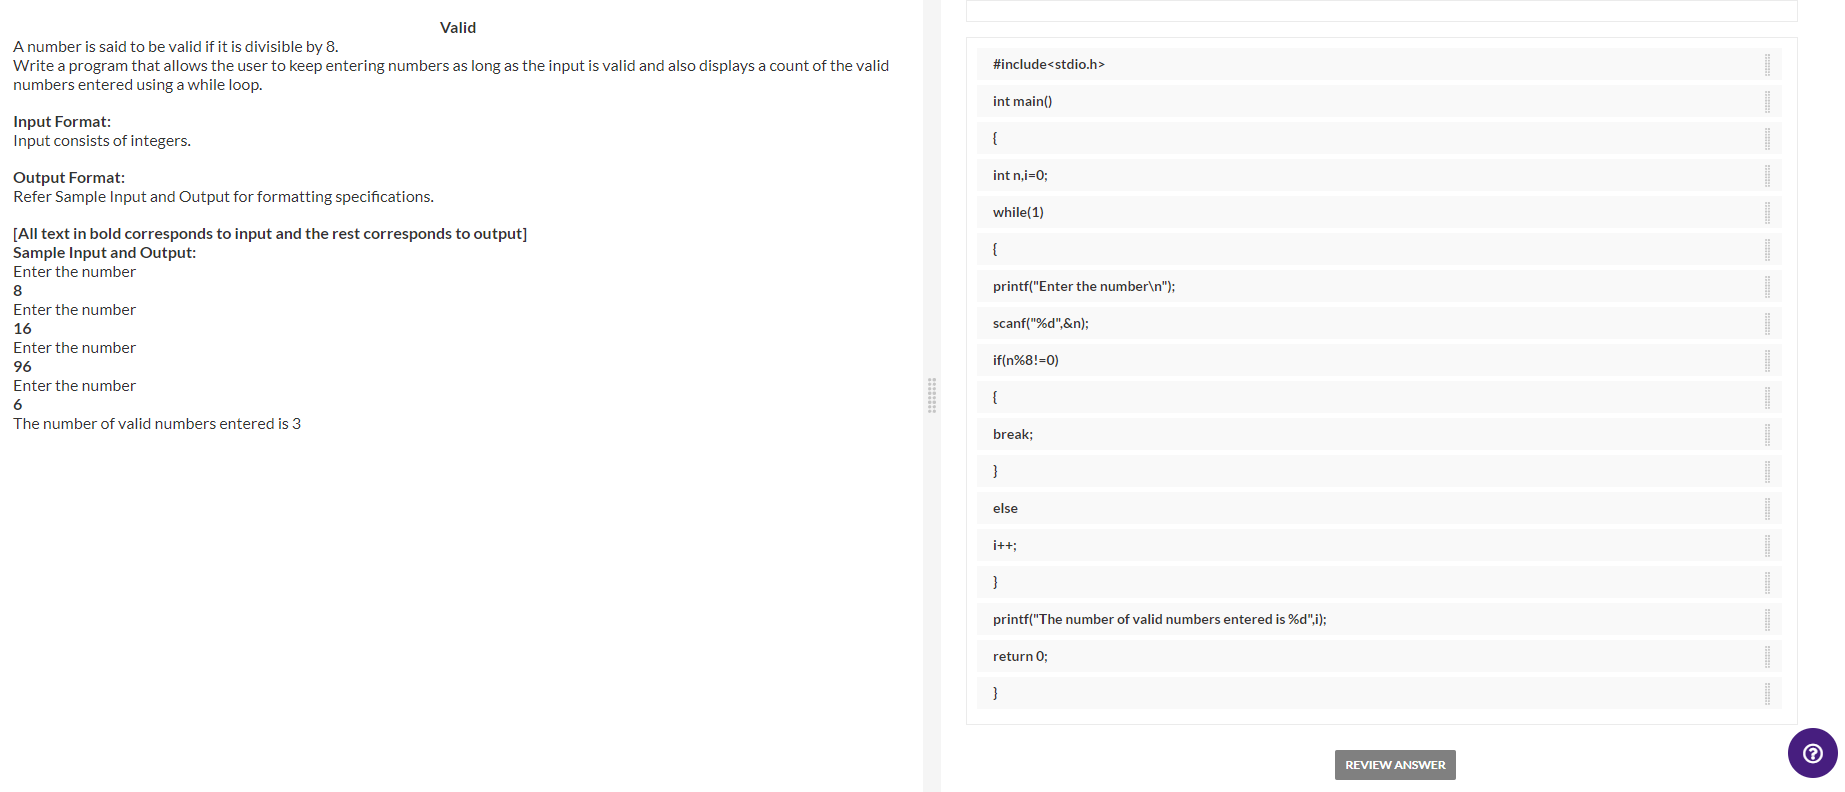 Valid
A number is said to be valid if it is divisible by 8.
Write a program that allows the user to keep entering numbers as long as the input is valid and also displays a count of the valid
numbers entered using a while loop.
Input Format:
Input consists of integers.
Output Format:
Refer Sample Input and Output for formatting specifications.
[All text in bold corresponds to input and the rest corresponds to output]
Sample Input and Output:
Enter the number
8
Enter the number
16
Enter the number
96
Enter the number
6
The number of valid numbers entered is 3
#include<stdio.h>
int main()
{
int n,i=0;
while(1)
{
printf("Enter the number\n");
scanf("%d",&n);
if(n%8!=0)
{
break;
}
else
i++;
}
printf("The number of valid numbers entered is %d",i);
return 0;
}
REVIEW ANSWER
?